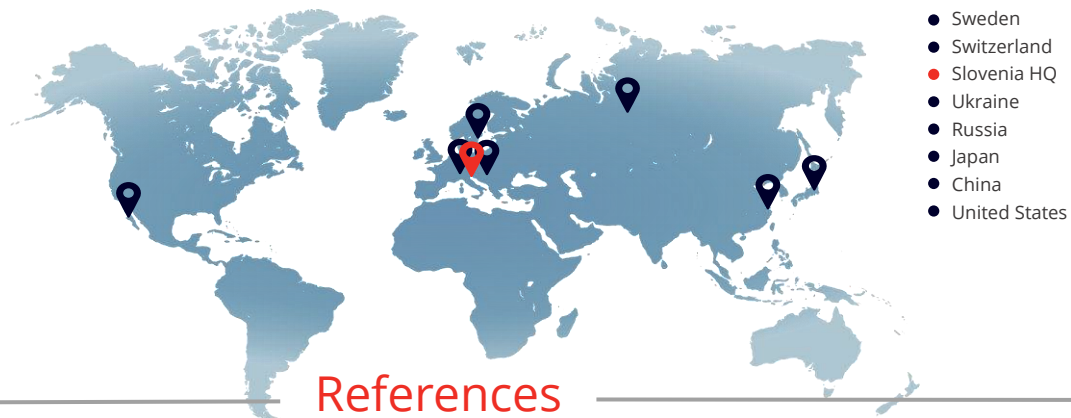 Sweden
Switzerland
Slovenia HQ
Ukraine
Russia
Japan
China
United States
References